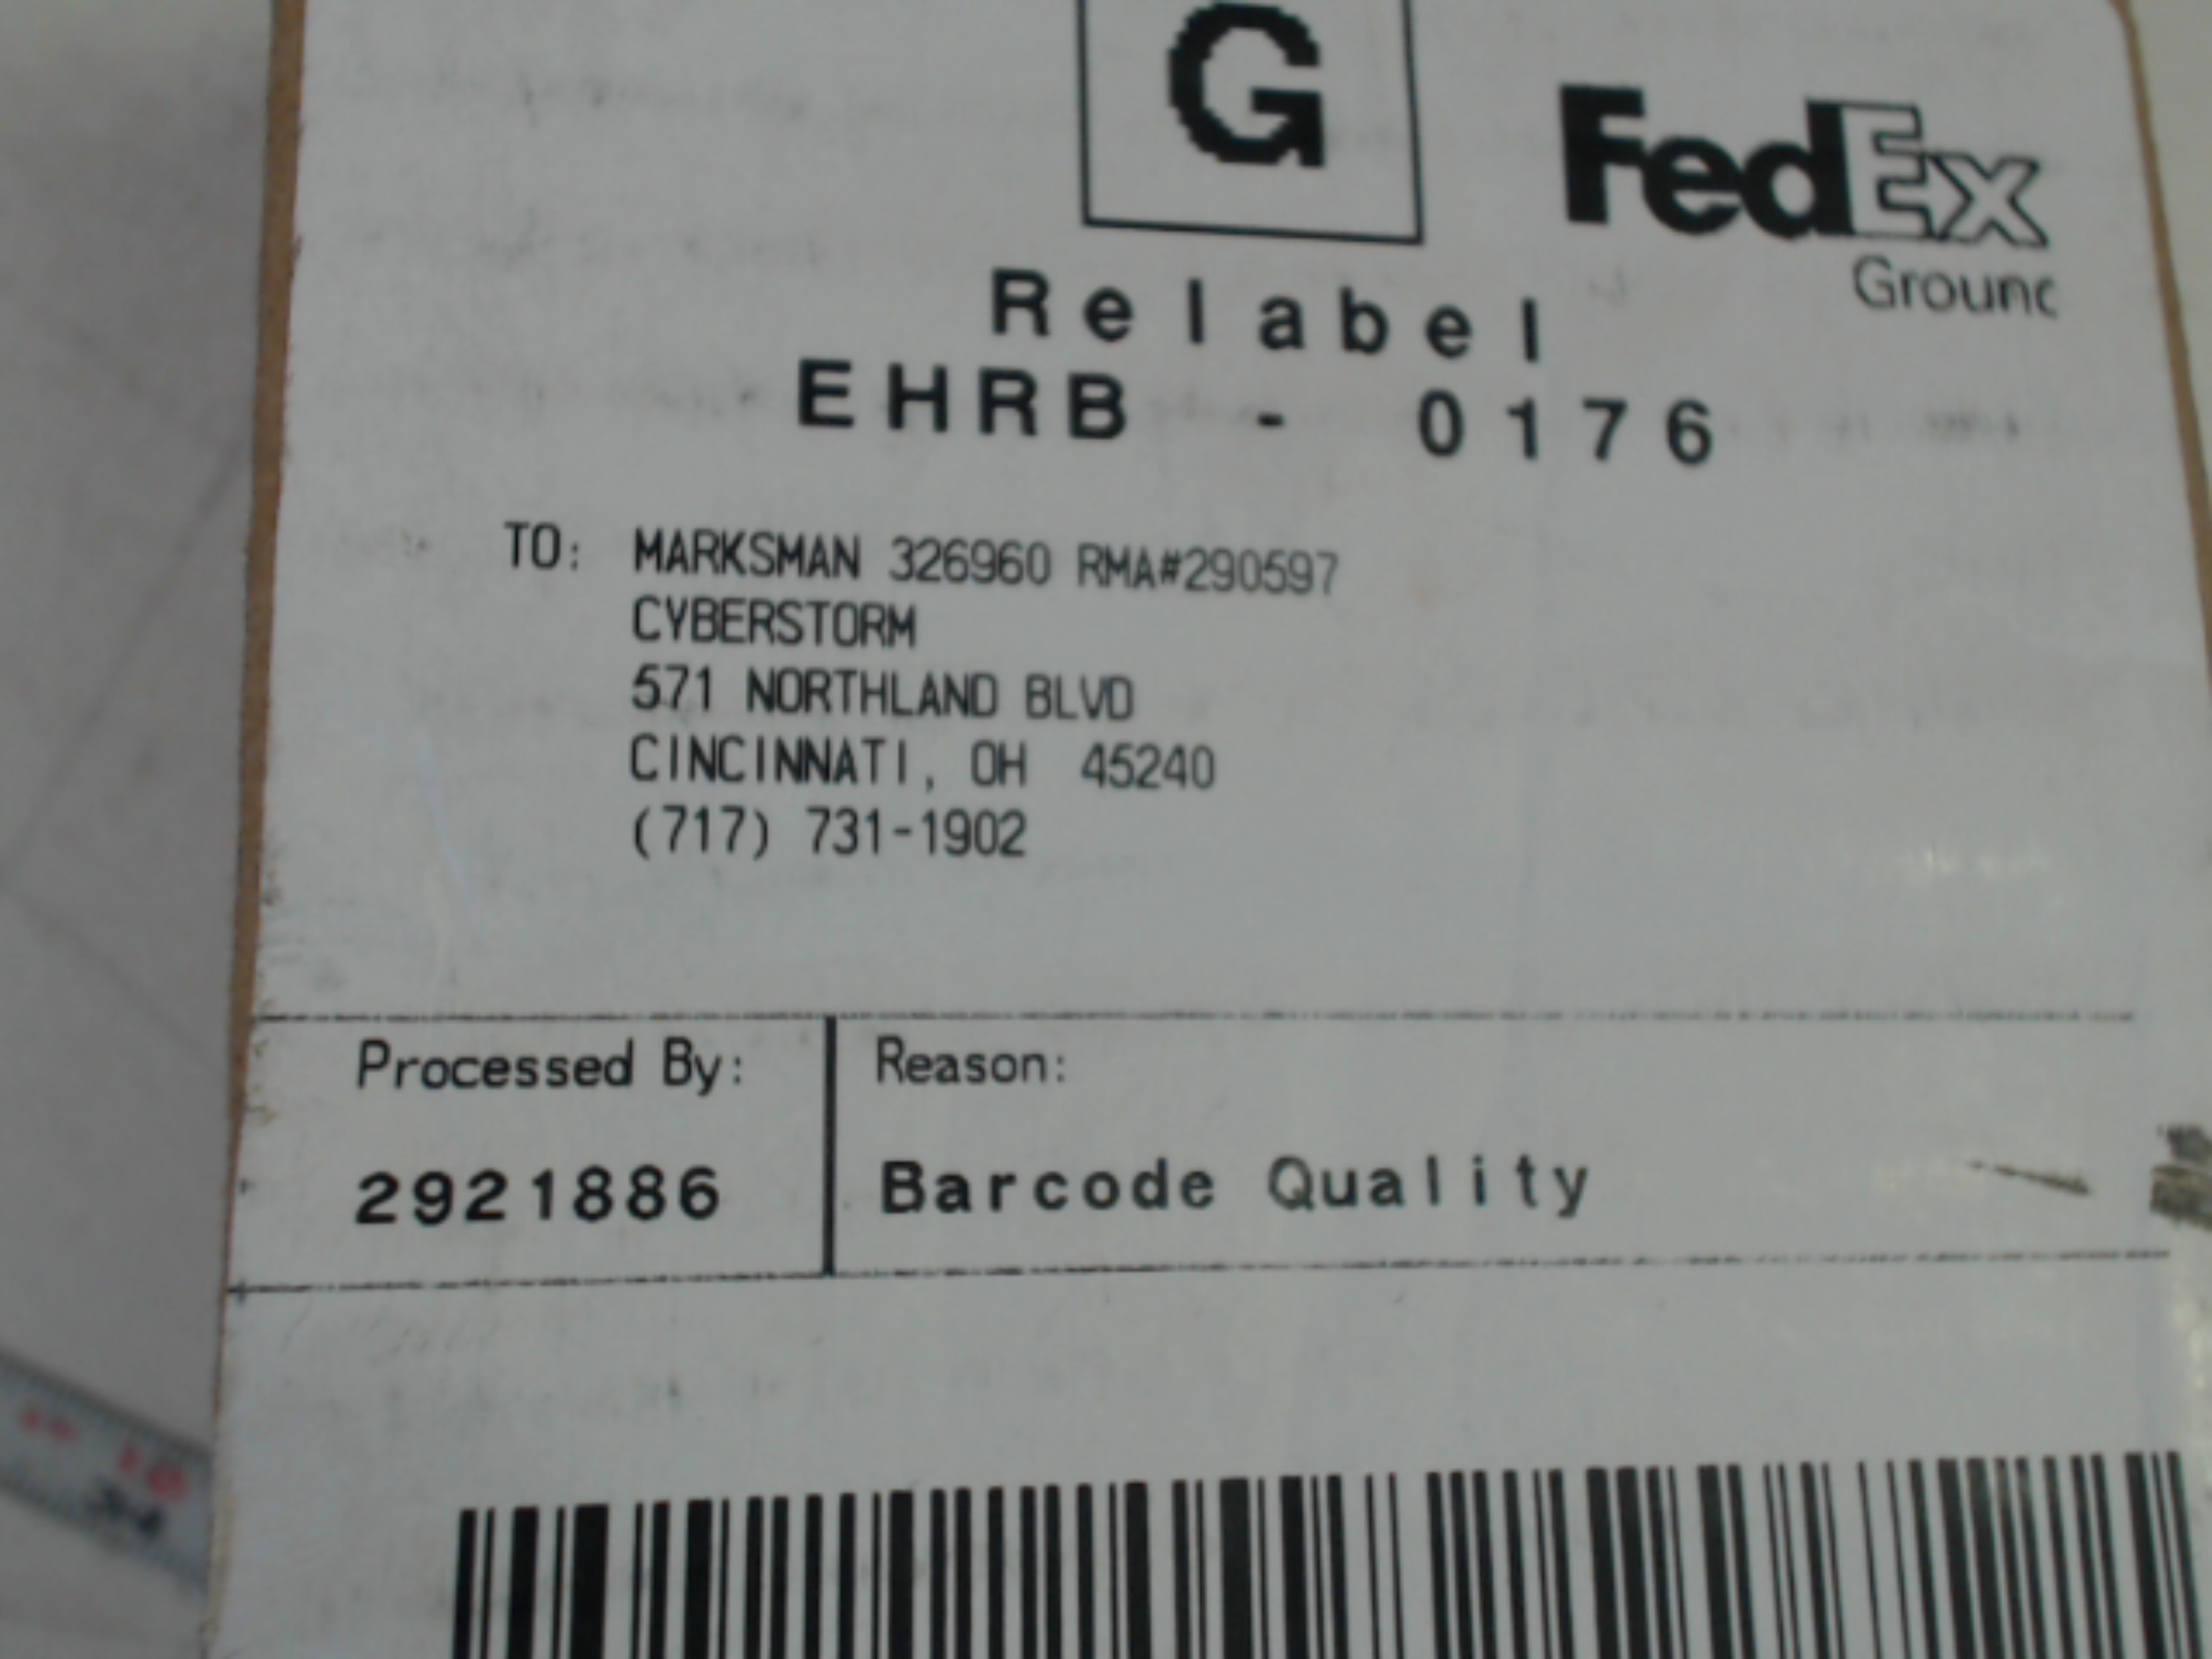 G
FedEx
Ground
Relabel
EHRB - 0176
TO: MARKSMAN 326960 RMA#290597
CYBERSTORM
571 NORTHLAND BLVD
CINCINNATI, OH 45240
(717) 731-1902
Processed By:
Reason:
2921886
Barcode Quality